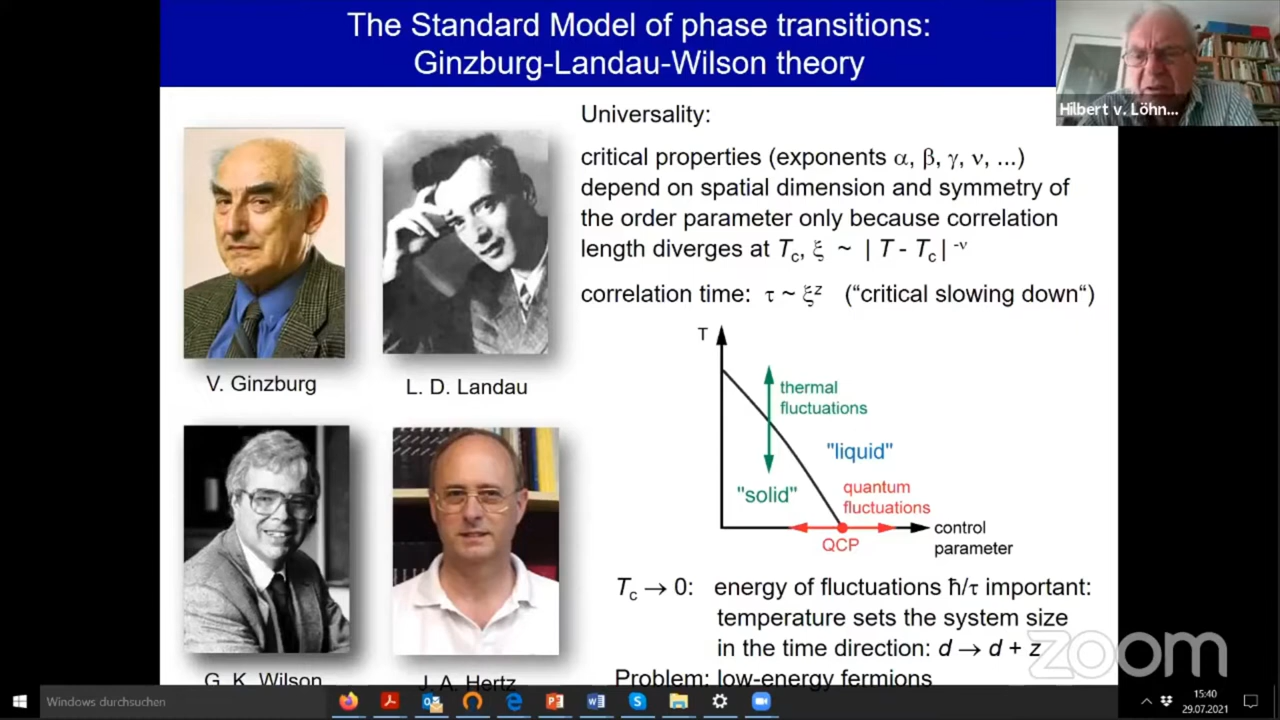 The Standard Model of phase transitions:
Ginzburg-Landau-Wilson theory
Hilbert v. Löhn...
Universality:
critical properties (exponents α, β, γ, ν, ...)
depend on spatial dimension and symmetry of
the order parameter only because correlation
length diverges at Tc, ξ ~ | T - Tc | -ν
correlation time: τ ~ ξz ("critical slowing down")
V. Ginzburg
L. D. Landau
G. K. Wilson
J. A. Hertz
T
thermal
fluctuations
"liquid"
"solid"
quantum
fluctuations
QCP
control
parameter
Tc → 0: energy of fluctuations ħ/τ important:
temperature sets the system size
in the time direction: d → d + z
Problem: low-energy fermions
zoom
Windows durchsuchen
15:40
29.07.2021